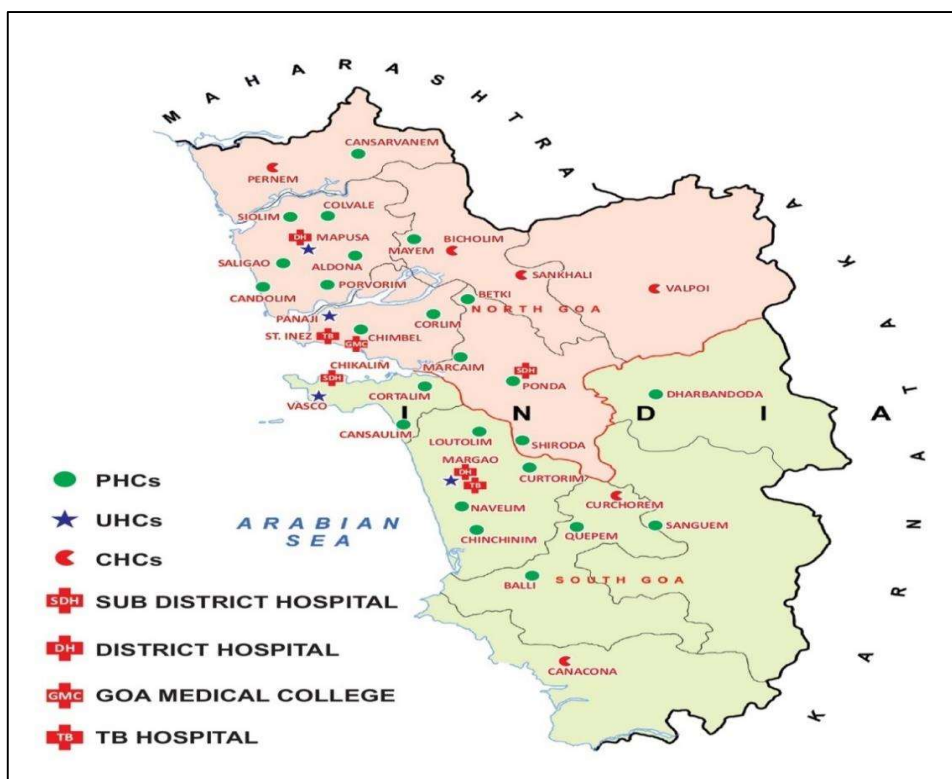 MAHARASHTRA
KARNATAKA
CANSARVANEM
PERNEM
COLVALE
SIOLIM
DH
MAPUSA
BICHOLIM
MAYEM
SALIGAO
ALDONA
SANKHALI
CANDOLIM
PORVORIM
BETKI
VALPOI
NORTH GOA
PANAJI
CORLIM
ST. INEZ
TB
CHIMBEL
GMC
CHIKALIM
MARCAIM
SDH
SDH
PONDA
VASCO
CORTALIM
DHARBANDODA
INDIA
CANSAULIM
LOUTOLIM
SHIRODA
MARGAO
DH
TB
CURTORIM
CURCHOREM
NAVELIM
CHINCHINIM
QUEPEM
SANGUEM
BALLI
SOUTH GOA
CANACONA
ARABIAN
SEA
PHCs
UHCs
CHCs
SDH SUB DISTRICT HOSPITAL
DH DISTRICT HOSPITAL
GMC GOA MEDICAL COLLEGE
TB TB HOSPITAL